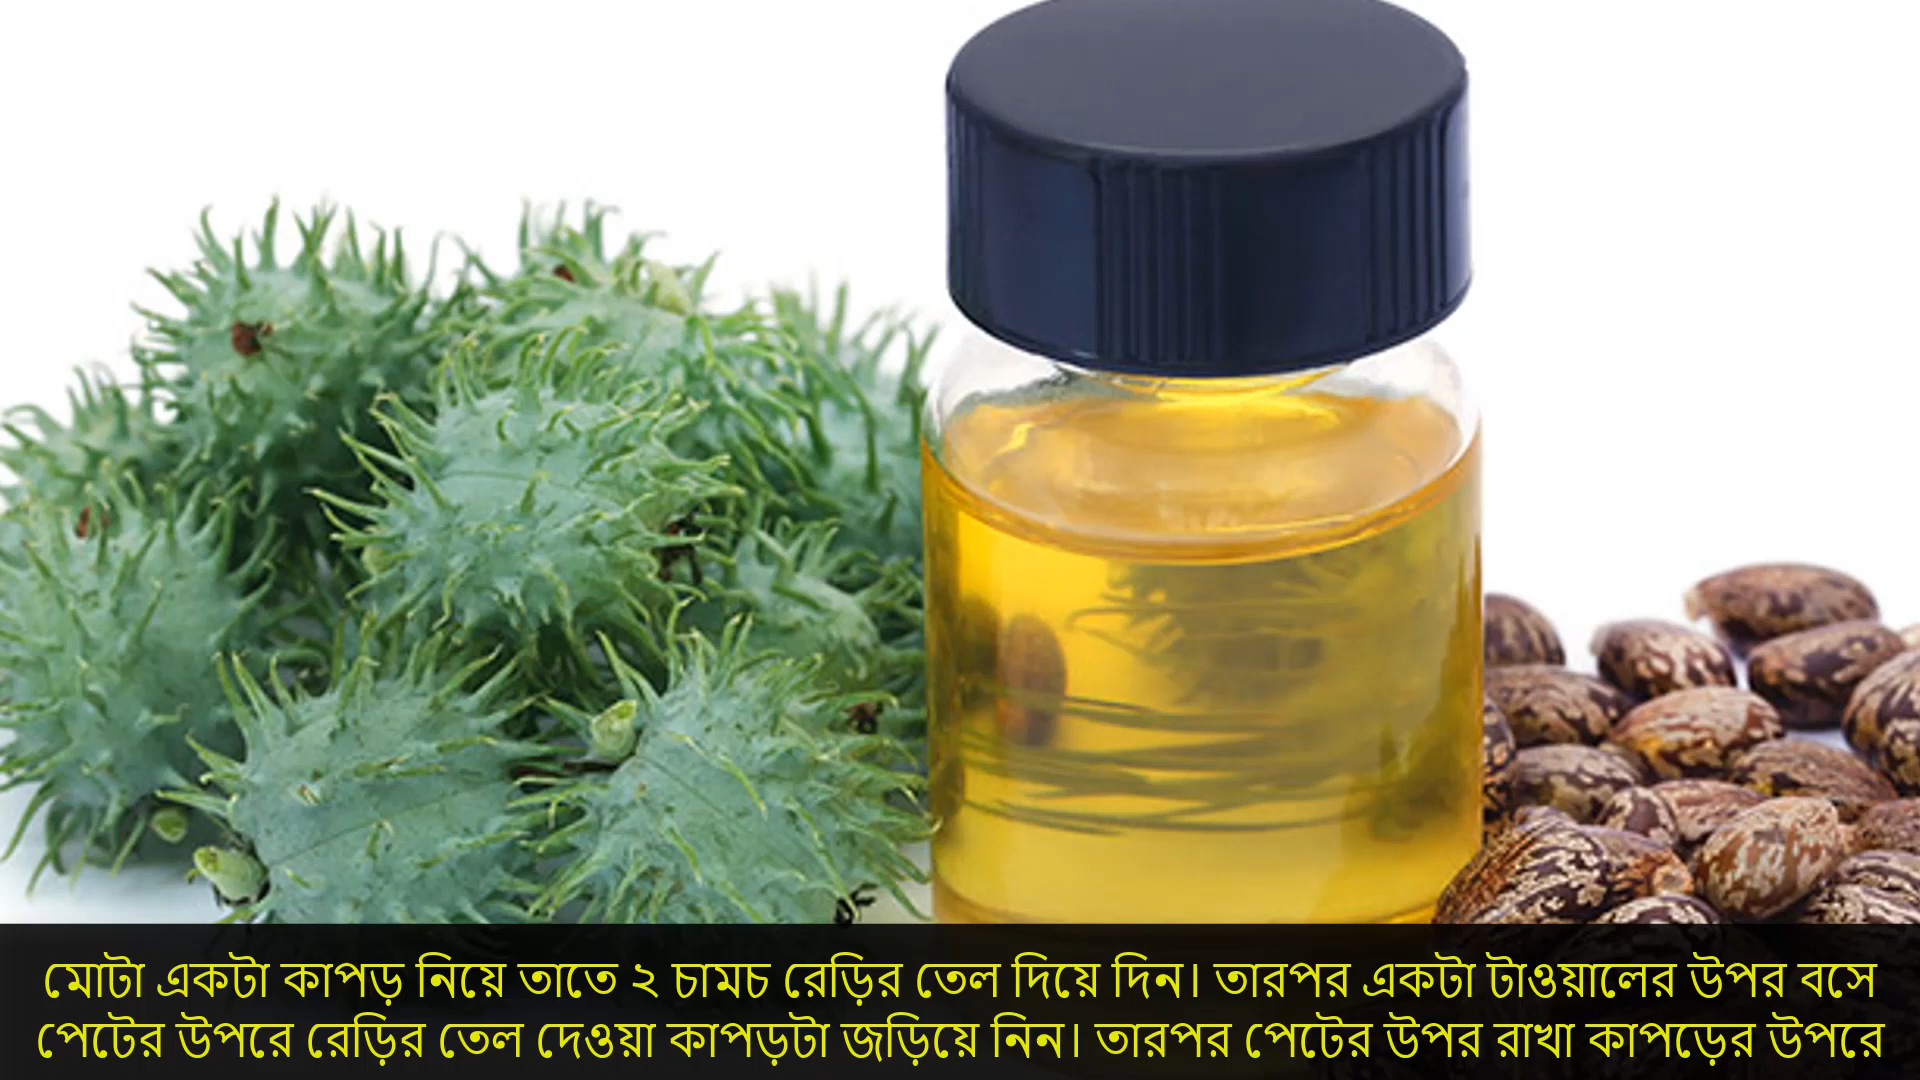 মোটা একটা কাপড় নিয়ে তাতে ২ চামচ রেড়ির তেল দিয়ে দিন। তারপর একটা টাওয়ালের উপর বসে
পেটের উপরে রেড়ির তেল দেওয়া কাপড়টা জড়িয়ে নিন। তারপর পেটের উপর রাখা কাপড়ের উপরে